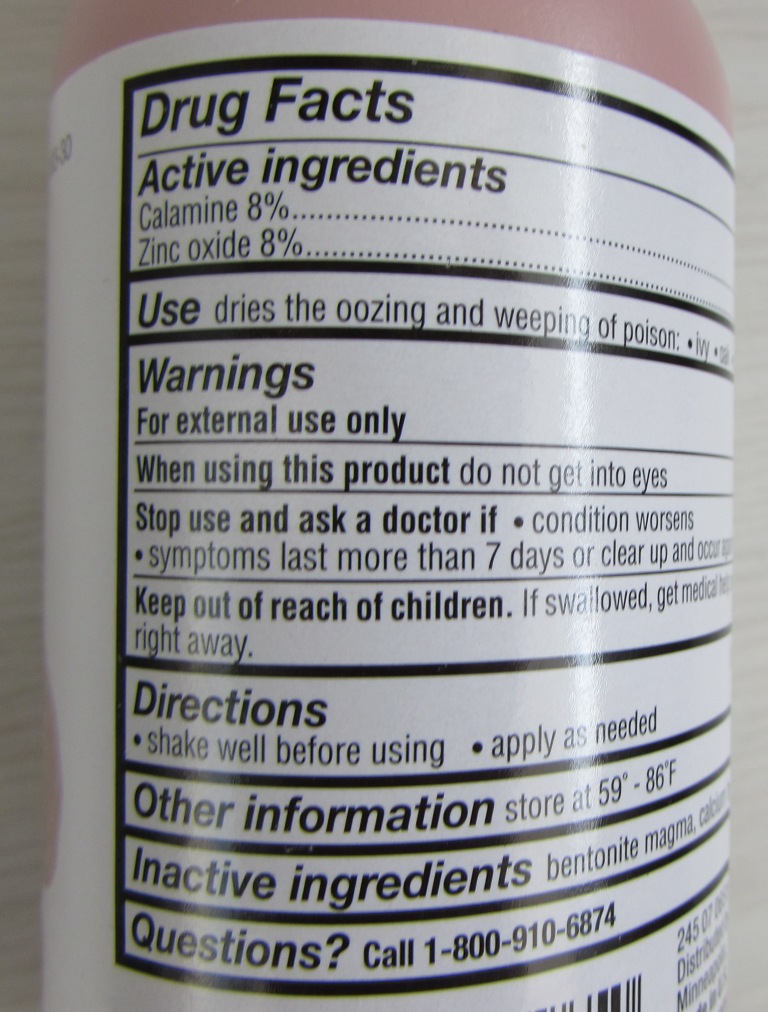 Drug Facts
Active ingredients
Calamine 8%
Zinc oxide 8%
Use dries the oozing and weeping of poison: • ivy • oak
Warnings
For external use only
When using this product do not get into eyes
Stop use and ask a doctor if • condition worsens
• symptoms last more than 7 days or clear up and occur
Keep out of reach of children. If swallowed, get medical
right away.
Directions
• shake well before using • apply as needed
Other information store at 59° - 86°F
Inactive ingredients bentonite magma,
Questions? Call 1-800-910-6874
245 07